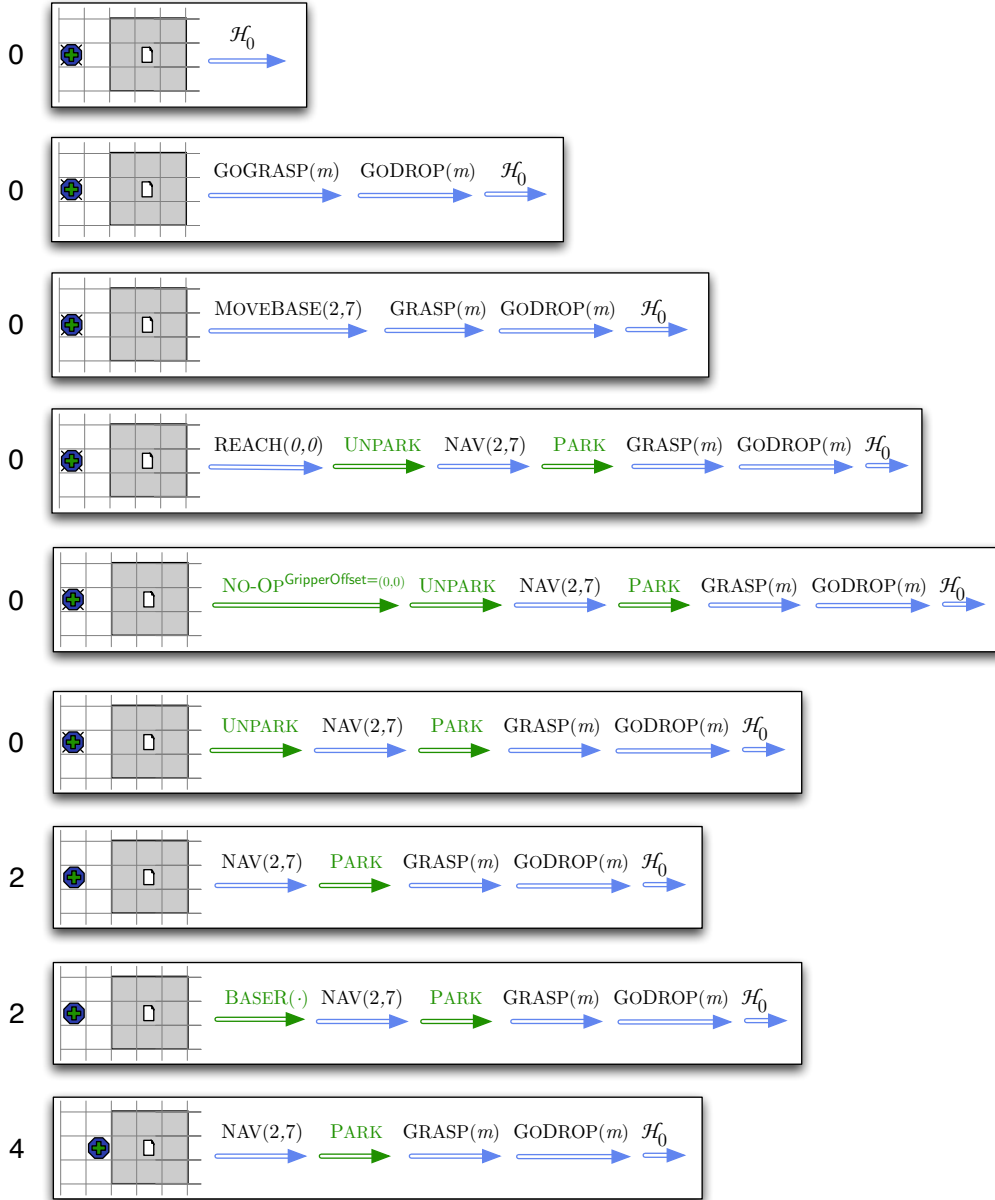 0 ℋ₀
0 GOGRASP(m) GODROP(m) ℋ₀
0 MOVEBASE(2,7) GRASP(m) GODROP(m) ℋ₀
0 REACH(0,0) UNPARK NAV(2,7) PARK GRASP(m) GODROP(m) ℋ₀
0 NO-OP^GripperOffset=(0,0) UNPARK NAV(2,7) PARK GRASP(m) GODROP(m) ℋ₀
0 UNPARK NAV(2,7) PARK GRASP(m) GODROP(m) ℋ₀
2 NAV(2,7) PARK GRASP(m) GODROP(m) ℋ₀
2 BASER(·) NAV(2,7) PARK GRASP(m) GODROP(m) ℋ₀
4 NAV(2,7) PARK GRASP(m) GODROP(m) ℋ₀